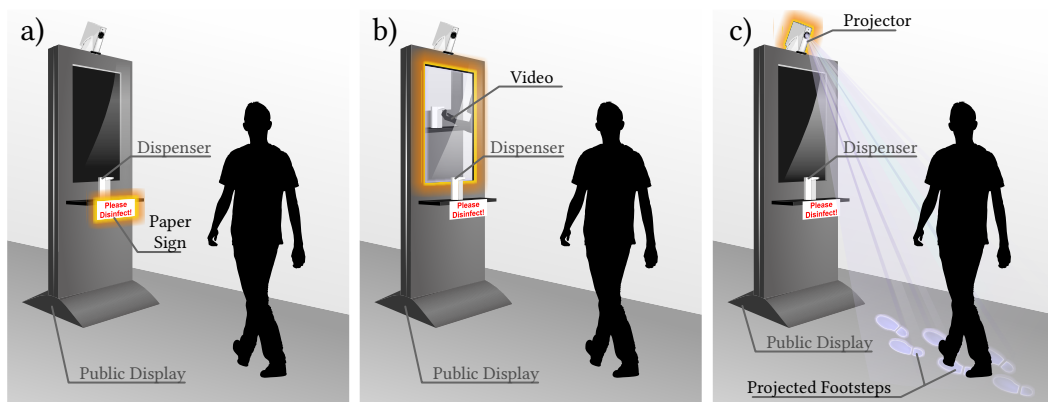 a)
Dispenser
Please
Disinfect!
Paper
Sign
Public Display
b)
Video
Dispenser
Please
Disinfect!
Public Display
c)
Projector
Dispenser
Please
Disinfect!
Public Display
Projected Footsteps